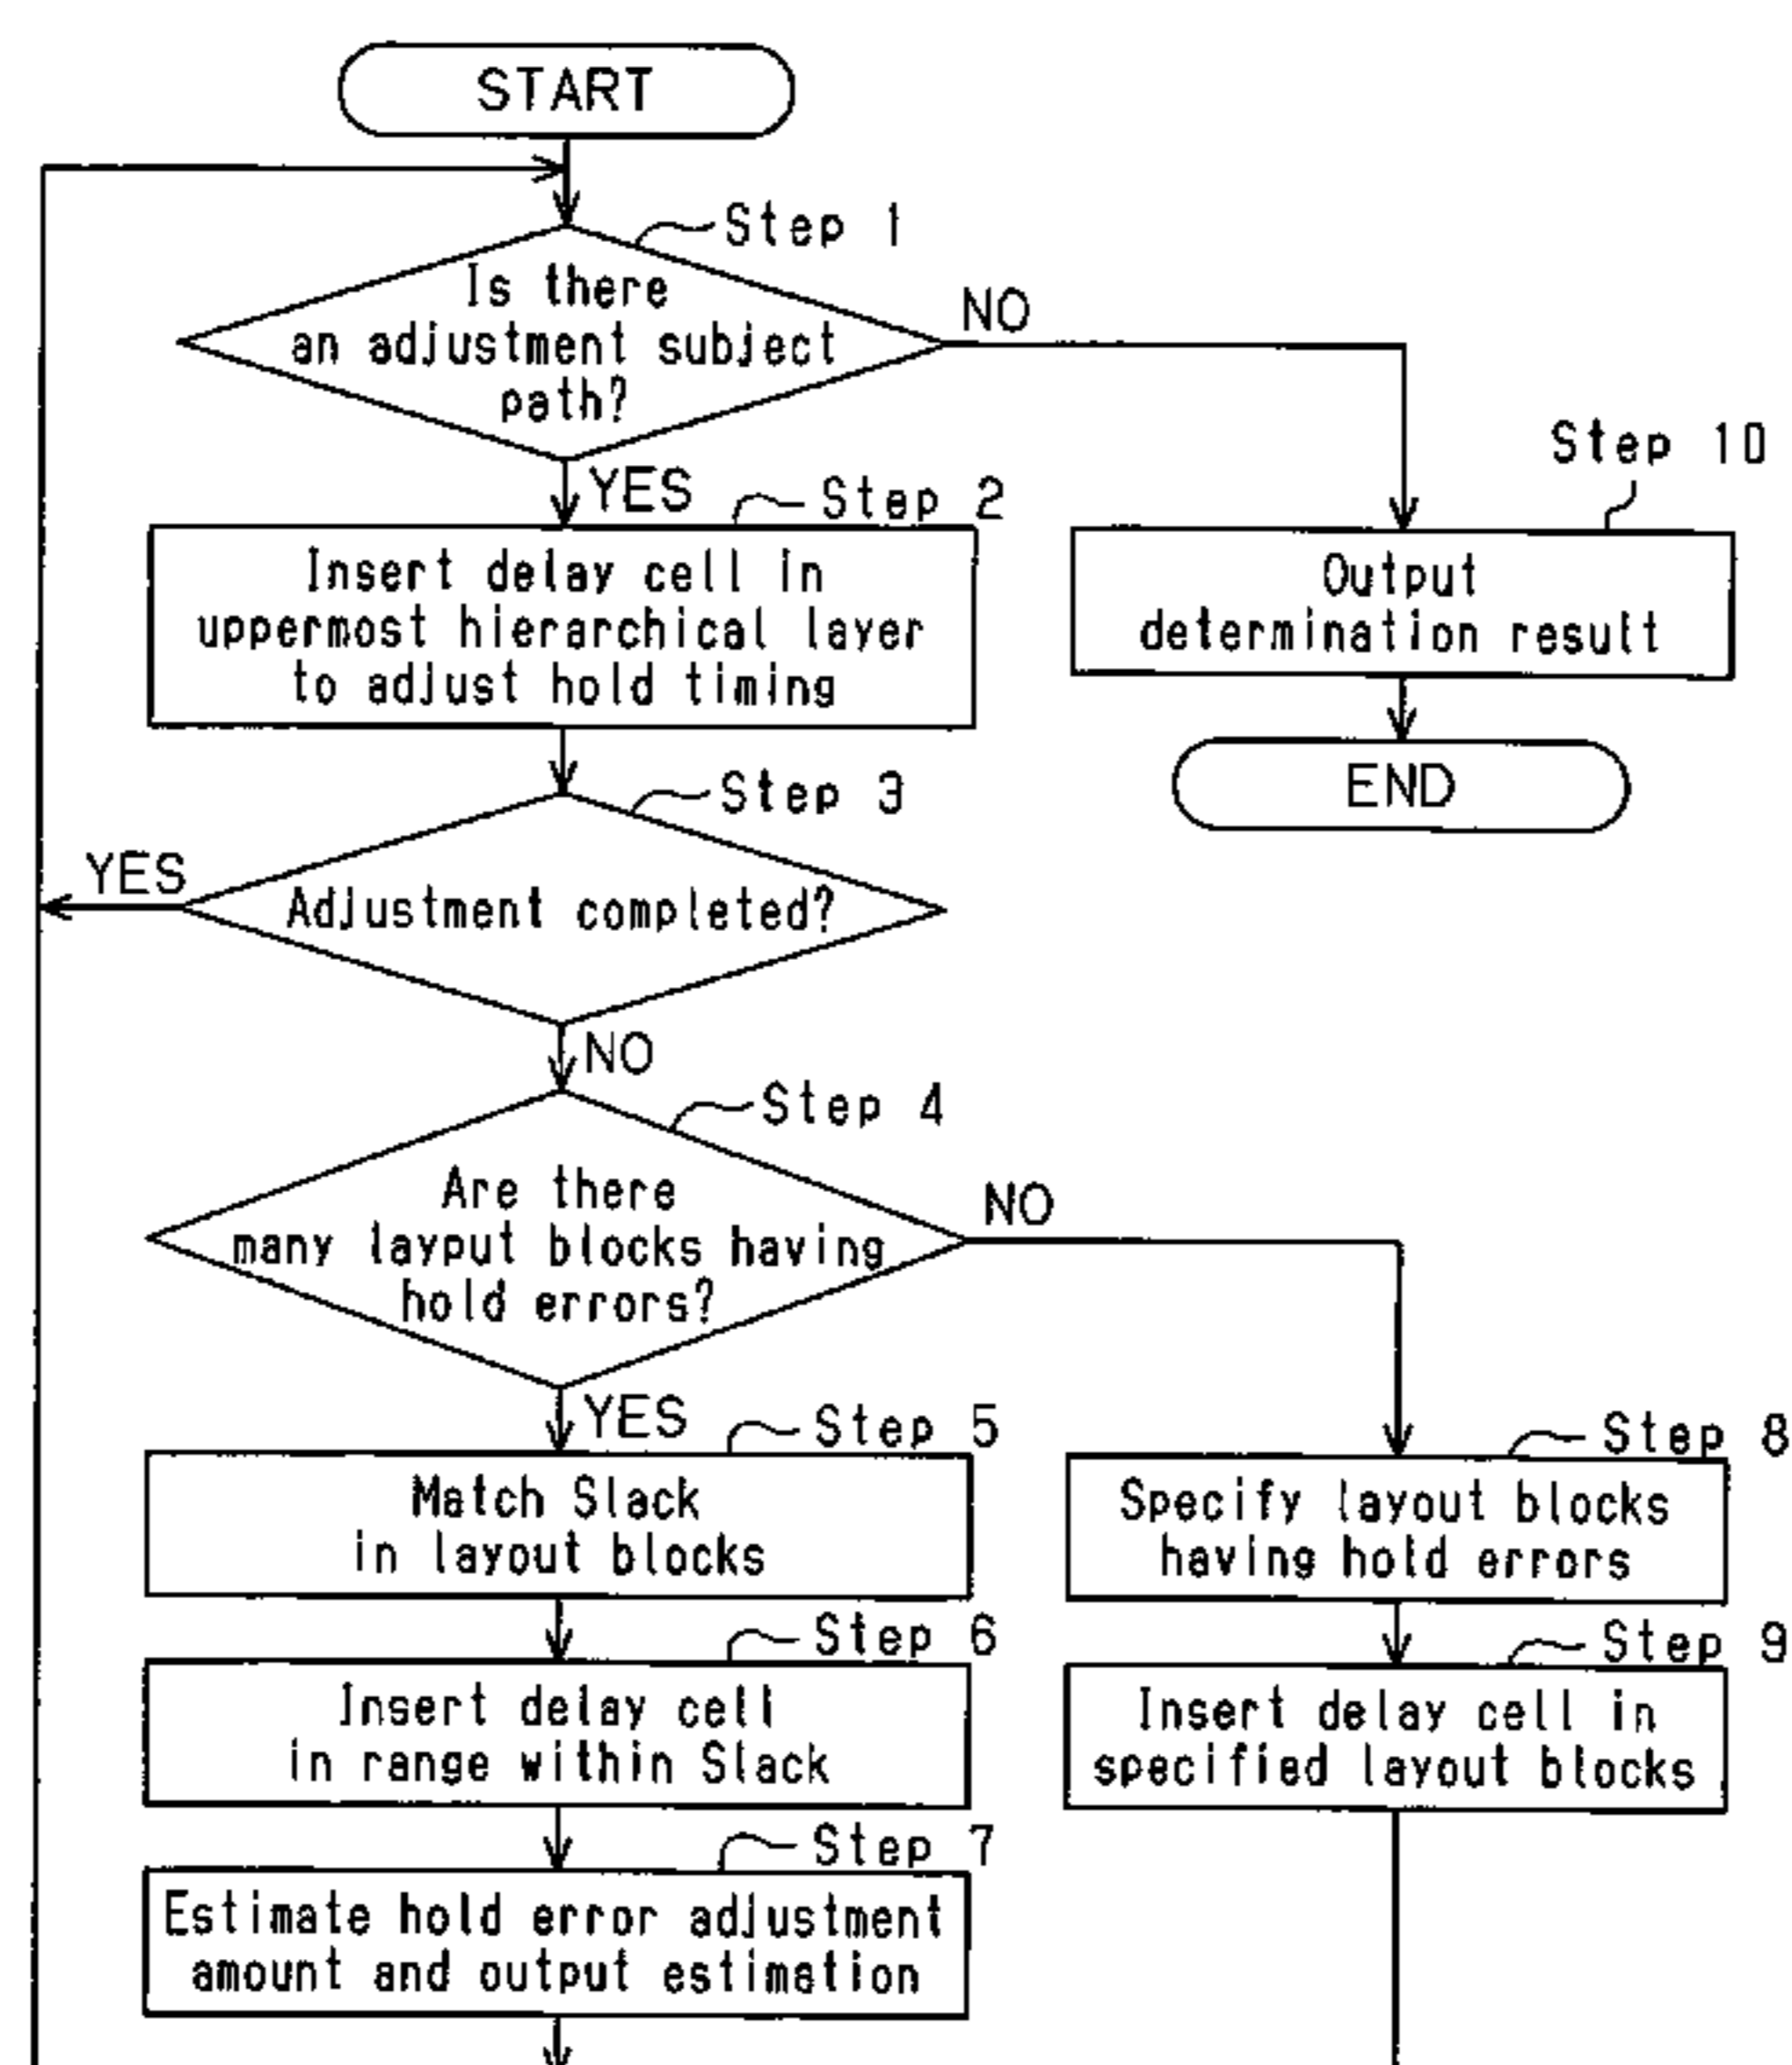 START
Step 1
Is there
an adjustment subject
path?
NO
YES
Step 2
Insert delay cell in
uppermost hierarchical layer
to adjust hold timing
Step 10
Output
determination result
END
Step 3
YES
Adjustment completed?
NO
Step 4
Are there
many layput blocks having
hold errors?
NO
YES
Step 5
Match Slack
in layout blocks
Step 6
Insert delay cell
in range within Slack
Step 7
Estimate hold error adjustment
amount and output estimation
Step 8
Specify layout blocks
having hold errors
Step 9
Insert delay cell in
specified layout blocks